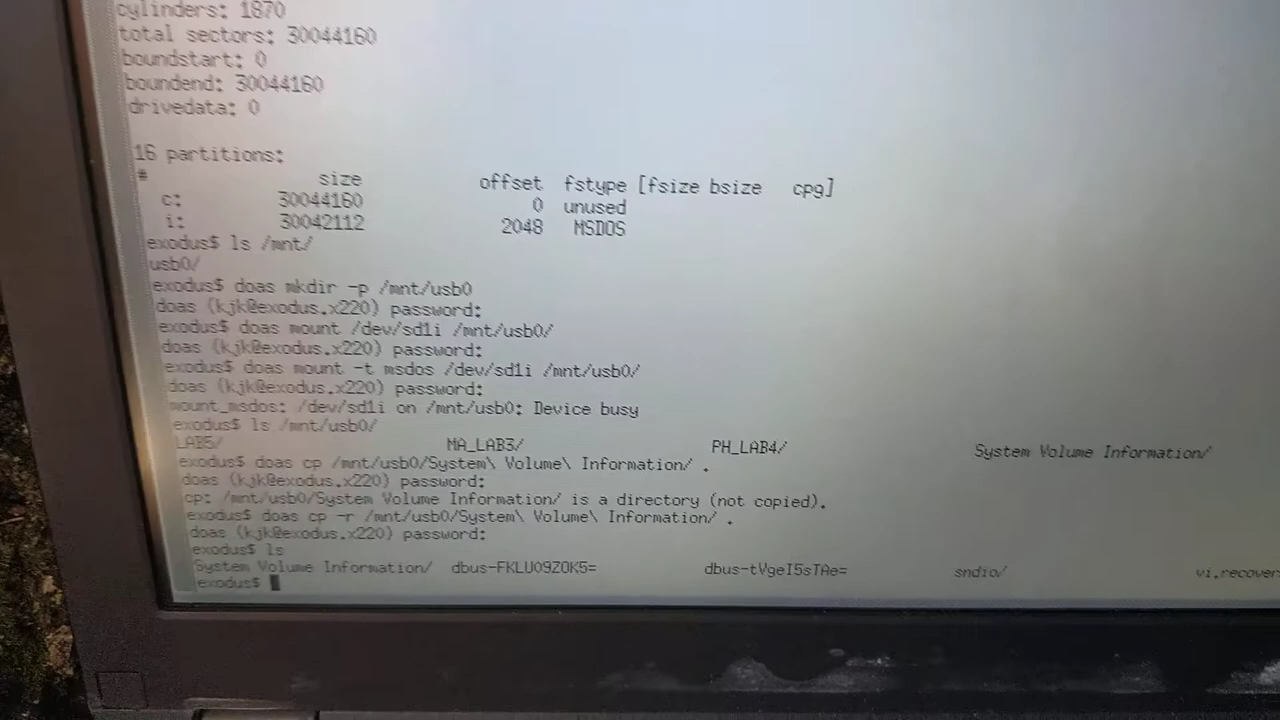 cylinders: 1870
total sectors: 30044160
boundstart: 0
boundend: 30044160
drivedata: 0
16 partitions:
# size offset fstype [fsize bsize cpg]
c: 30044160 0 unused
i: 30042112 2048 MSDOS
exodus$ ls /mnt/
usb0/
exodus$ doas mkdir -p /mnt/usb0
doas (kjk@exodus.x220) password:
exodus$ doas mount /dev/sd1i /mnt/usb0/
doas (kjk@exodus.x220) password:
exodus$ doas mount -t msdos /dev/sd1i /mnt/usb0/
doas (kjk@exodus.x220) password:
mount_msdos: /dev/sd1i on /mnt/usb0: Device busy
exodus$ ls /mnt/usb0/
LAB5/ MA_LAB3/ PH_LAB4/ System Volume Information/
exodus$ doas cp /mnt/usb0/System\ Volume\ Information/ .
doas (kjk@exodus.x220) password:
cp: /mnt/usb0/System Volume Information/ is a directory (not copied).
exodus$ doas cp -r /mnt/usb0/System\ Volume\ Information/ .
doas (kjk@exodus.x220) password:
exodus$ ls
System Volume Information/ dbus-FKLU09ZOK5= dbus-tVgeI5sTAe= sndio/ vi.recover
exodus$